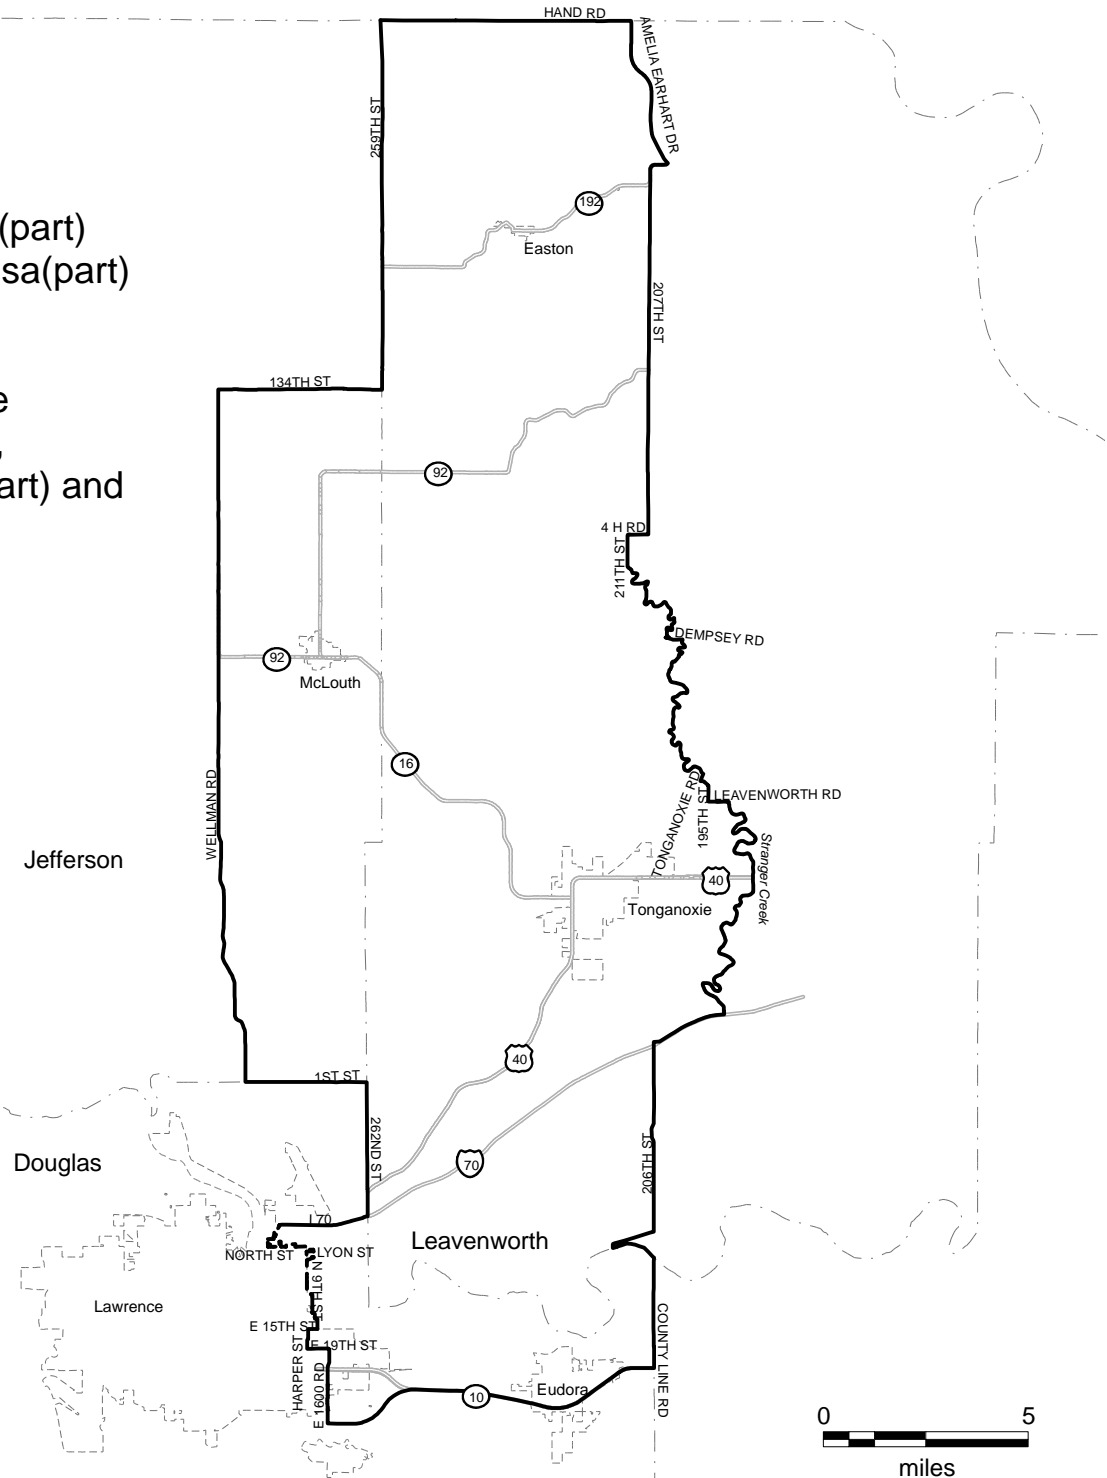 HAND RD
AMELIA EARHART DR
259TH ST
192
Easton
(part)
sa(part)
207TH ST
134TH ST
e
,
art) and
92
4 H RD
211TH ST
DEMPSEY RD
92
McLouth
16
WELLMAN RD
TONGANOXIE RD
195TH ST
LEAVENWORTH RD
Stranger Creek
Jefferson
40
Tonganoxie
40
1ST ST
262ND ST
206TH ST
Douglas
70
I 70
Leavenworth
NORTH ST
LYON ST
N 9TH ST
Lawrence
E 15TH ST
HARPER ST
E 19TH ST
COUNTY LINE RD
E 1600 RD
10
Eudora
0 5
miles